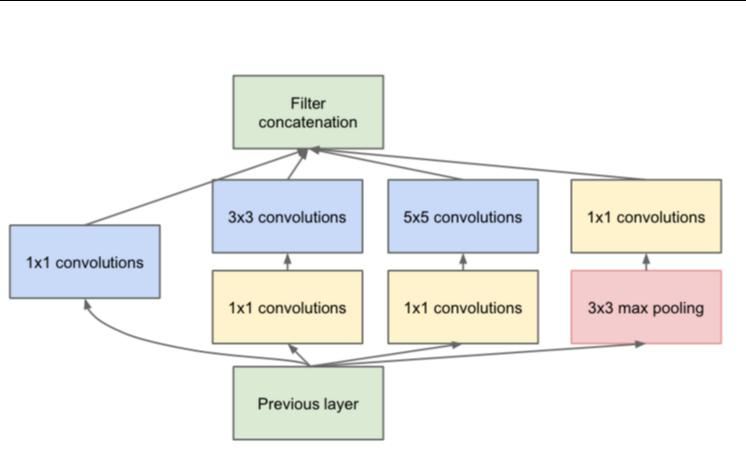 Filter
concatenation
3x3 convolutions
5x5 convolutions
1x1 convolutions
1x1 convolutions
1x1 convolutions
1x1 convolutions
3x3 max pooling
Previous layer